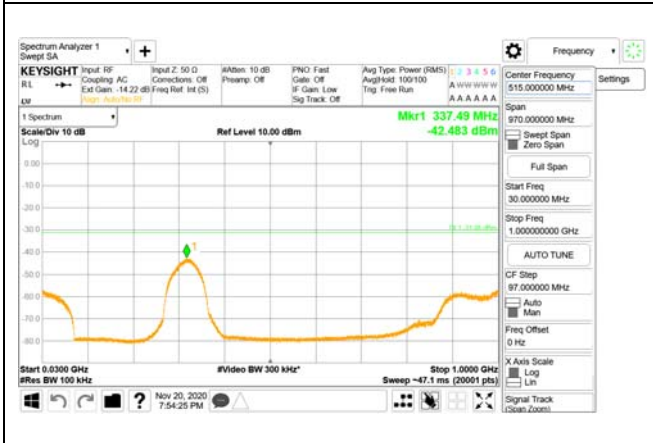 Spectrum Analyzer 1
Swept SA
KEYSIGHT
Input: RF
Coupling: AC
Ext Gain: -14.22 dB
Align: Auto/No RF
Input Z: 50 Ω
Corrections: Off
Freq Ref: Int (S)
#Atten: 10 dB
Preamp: Off
PNO: Fast
Gate: Off
IF Gain: Low
Sig Track: Off
Avg Type: Power (RMS)
Avg|Hold: 100/100
Trig: Free Run
1 2 3 4 5 6
A W W W W W
A A A A A A
1 Spectrum
Scale/Div 10 dB
Ref Level 10.00 dBm
Mkr1 337.49 MHz
-42.483 dBm
Log
0.00
-10.0
-20.0
-30.0
-40.0
-50.0
-60.0
-70.0
-80.0
1
Start 0.0300 GHz
#Res BW 100 kHz
#Video BW 300 kHz*
Stop 1.0000 GHz
Sweep ~47.1 ms (20001 pts)
Nov 20, 2020
7:54:25 PM
Frequency
Settings
Center Frequency
515.000000 MHz
Span
970.000000 MHz
Swept Span
Zero Span
Full Span
Start Freq
30.000000 MHz
Stop Freq
1.000000000 GHz
AUTO TUNE
CF Step
97.000000 MHz
Auto
Man
Freq Offset
0 Hz
X Axis Scale
Log
Lin
Signal Track
(Span Zoom)